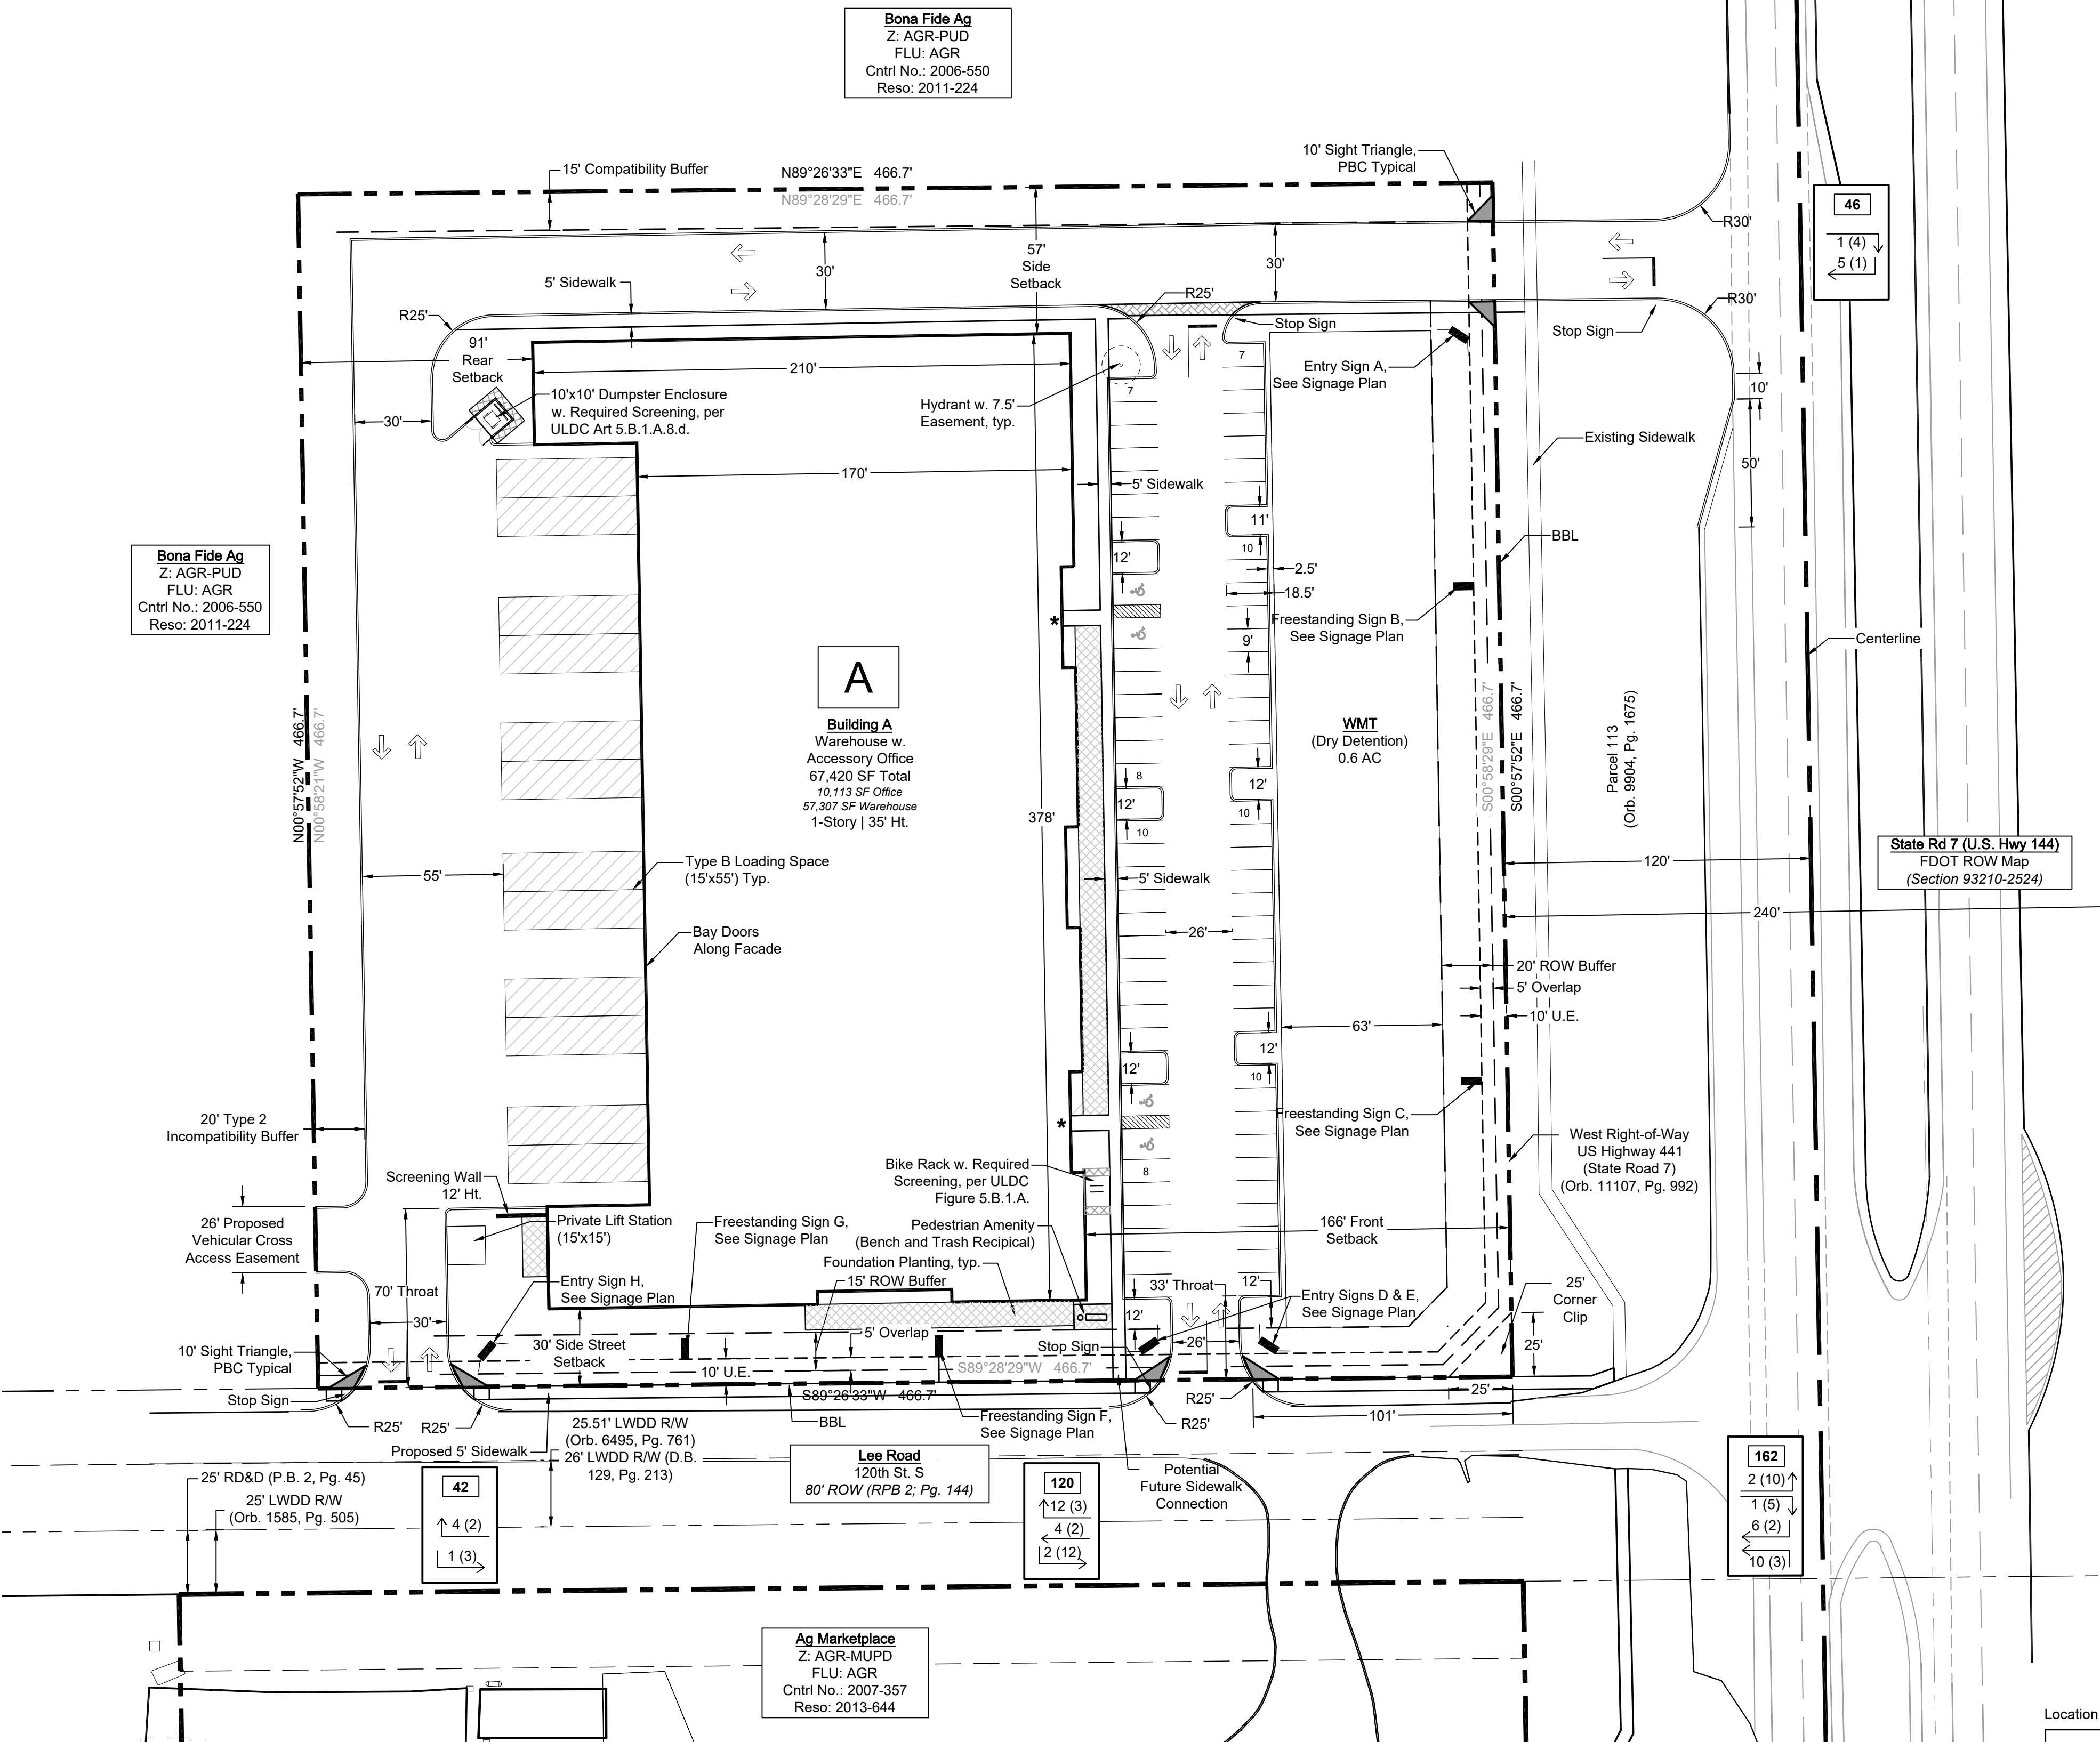 Bona Fide Ag
Z: AGR-PUD
FLU: AGR
Cntrl No.: 2006-550
Reso: 2011-224
15' Compatibility Buffer
N89°26'33"E 466.7'
N89°28'29"E 466.7'
10' Sight Triangle,
PBC Typical
46
1 (4)
5 (1)
R30'
57'
Side
Setback
30'
30'
5' Sidewalk
R25'
R25'
R30'
Stop Sign
Stop Sign
91'
Rear
Setback
210'
7
7
Entry Sign A,
See Signage Plan
10'
10'x10' Dumpster Enclosure
w. Required Screening, per
ULDC Art 5.B.1.A.8.d.
Hydrant w. 7.5'
Easement, typ.
30'
Existing Sidewalk
50'
170'
5' Sidewalk
11'
10
12'
BBL
Bona Fide Ag
Z: AGR-PUD
FLU: AGR
Cntrl No.: 2006-550
Reso: 2011-224
2.5'
18.5'
Freestanding Sign B,
See Signage Plan
*
9'
Centerline
A
Building A
Warehouse w.
Accessory Office
67,420 SF Total
10,113 SF Office
57,307 SF Warehouse
1-Story | 35' Ht.
WMT
(Dry Detention)
0.6 AC
N00°57'52"W 466.7'
N00°58'21"W 466.7'
S00°58'29"E 466.7'
S00°57'52"E 466.7'
Parcel 113
(Orb. 9904, Pg. 1675)
8
12'
12'
10
10
378'
State Rd 7 (U.S. Hwy 144)
FDOT ROW Map
(Section 93210-2524)
120'
Type B Loading Space
(15'x55') Typ.
55'
5' Sidewalk
240'
Bay Doors
Along Facade
26'
20' ROW Buffer
5' Overlap
10' U.E.
63'
12'
12'
10
Freestanding Sign C,
See Signage Plan
20' Type 2
Incompatibility Buffer
*
West Right-of-Way
US Highway 441
(State Road 7)
(Orb. 11107, Pg. 992)
Screening Wall
12' Ht.
Bike Rack w. Required
Screening, per ULDC
Figure 5.B.1.A.
8
26' Proposed
Vehicular Cross
Access Easement
Private Lift Station
(15'x15')
Freestanding Sign G,
See Signage Plan
Pedestrian Amenity
(Bench and Trash Recipical)
166' Front
Setback
Foundation Planting, typ.
70' Throat
Entry Sign H,
See Signage Plan
15' ROW Buffer
33' Throat
12'
Entry Signs D & E,
See Signage Plan
25'
Corner
Clip
30'
12'
5' Overlap
10' Sight Triangle,
PBC Typical
30' Side Street
Setback
Stop Sign
26'
25'
10' U.E.
S89°28'29"W 466.7'
S89°26'33"W 466.7'
25'
Stop Sign
R25'
R25'
R25'
R25'
101'
25.51' LWDD R/W
(Orb. 6495, Pg. 761)
26' LWDD R/W (D.B.
129, Pg. 213)
BBL
Freestanding Sign F,
See Signage Plan
Proposed 5' Sidewalk
Lee Road
120th St. S
80' ROW (RPB 2; Pg. 144)
Potential
Future Sidewalk
Connection
25' RD&D (P.B. 2, Pg. 45)
25' LWDD R/W
(Orb. 1585, Pg. 505)
42
4 (2)
1 (3)
120
12 (3)
4 (2)
2 (12)
162
2 (10)
1 (5)
6 (2)
10 (3)
Ag Marketplace
Z: AGR-MUPD
FLU: AGR
Cntrl No.: 2007-357
Reso: 2013-644
Location